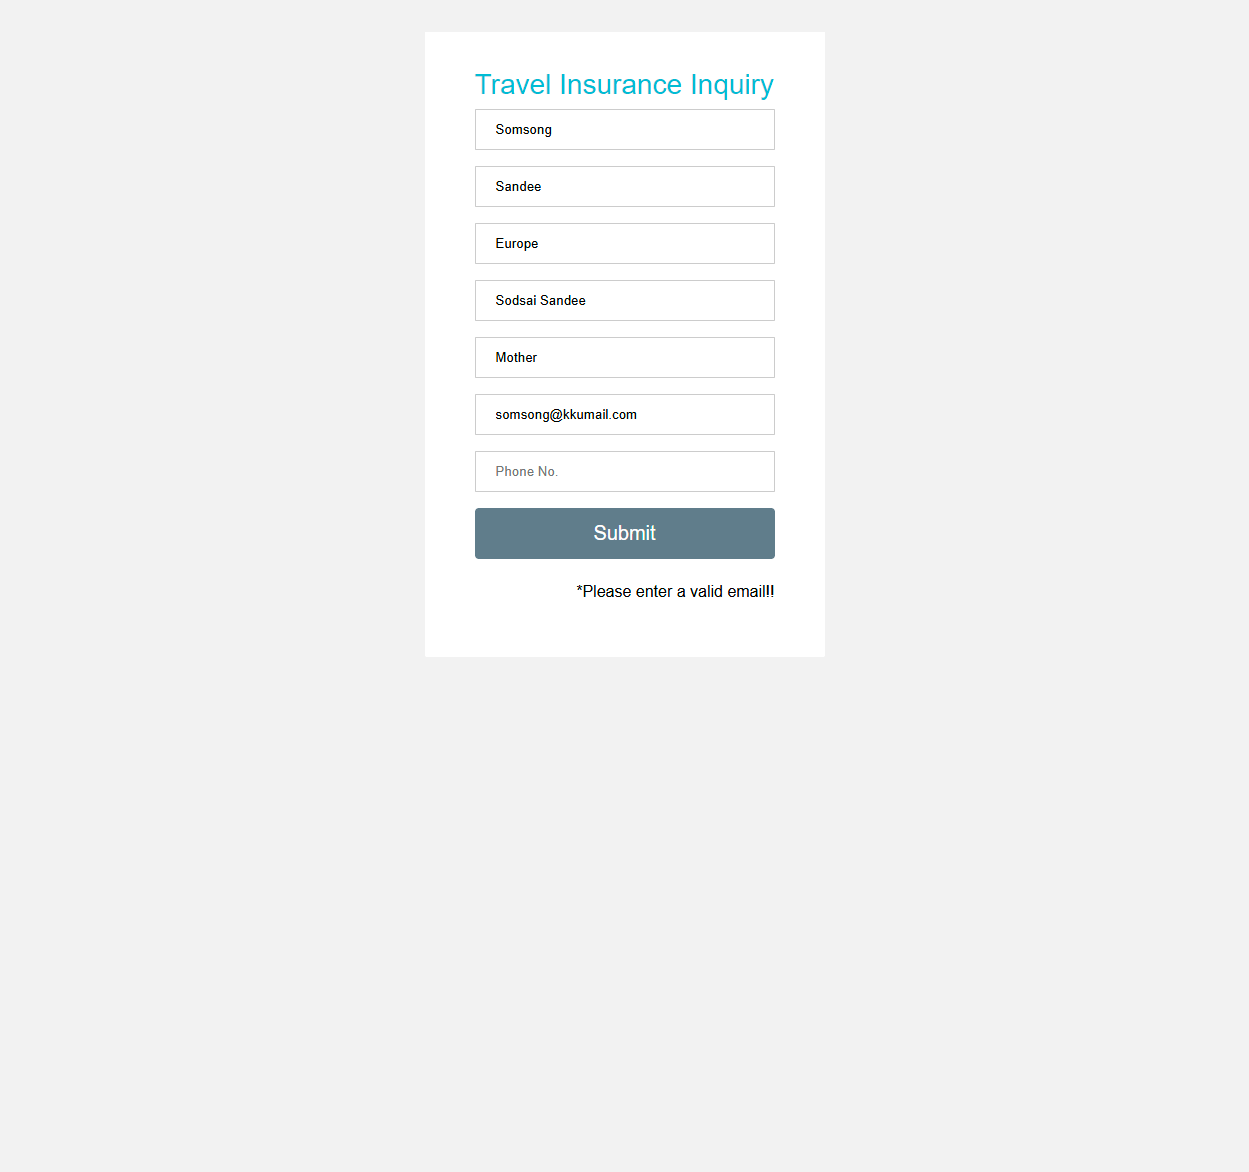 Travel Insurance Inquiry
Somsong
Sandee
Europe
Sodsai Sandee
Mother
somsong@kkumail.com
Phone No.
Submit
*Please enter a valid email!!